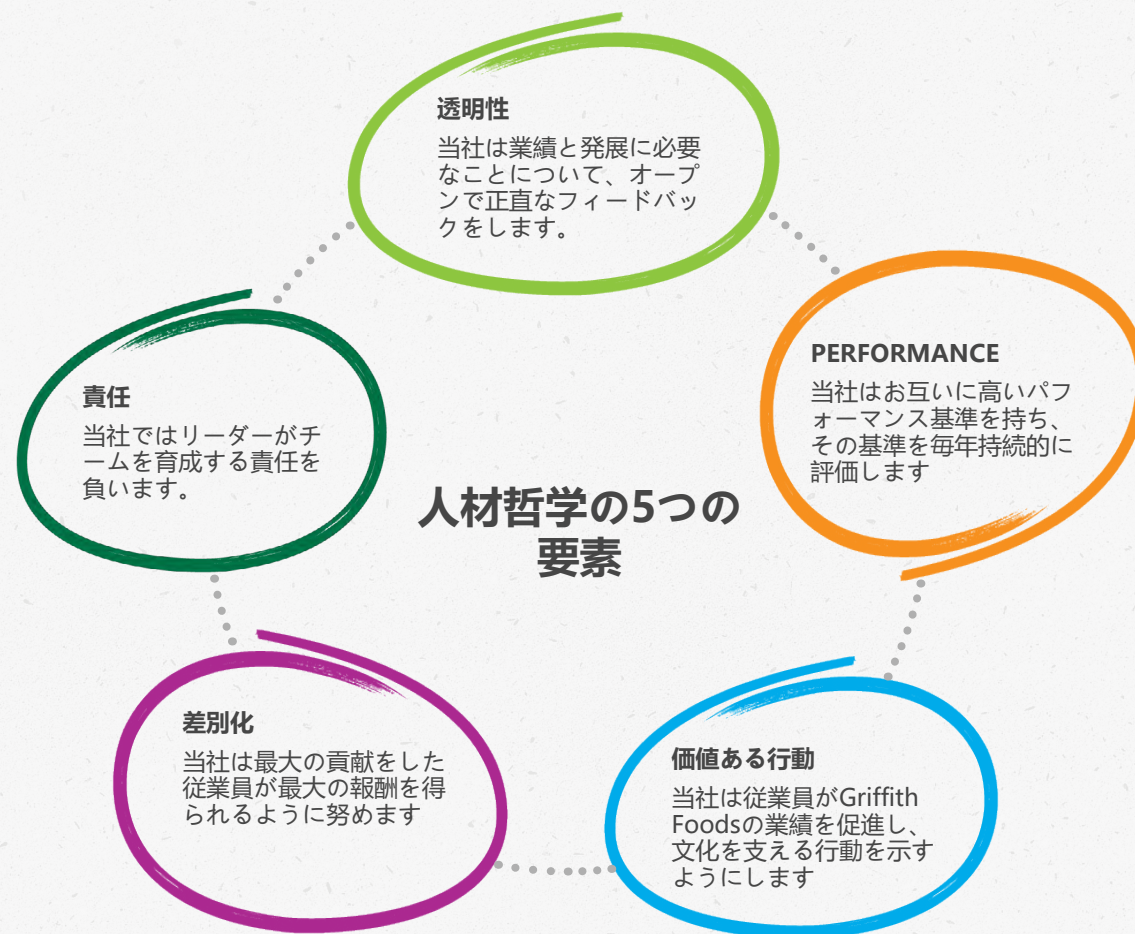 透明性
当社は業績と発展に必要
なことについて、オープ
ンで正直なフィードバッ
クをします。
PERFORMANCE
当社はお互いに高いパフ
ォーマンス基準を持ち、
その基準を毎年持続的に
評価します
責任
当社ではリーダーがチ
ームを育成する責任を
負います。
人材哲学の5つの
要素
差別化
当社は最大の貢献をした
従業員が最大の報酬を得
られるように努めます
価値ある行動
当社は従業員がGriffith
Foodsの業績を促進し、
文化を支える行動を示す
ようにします